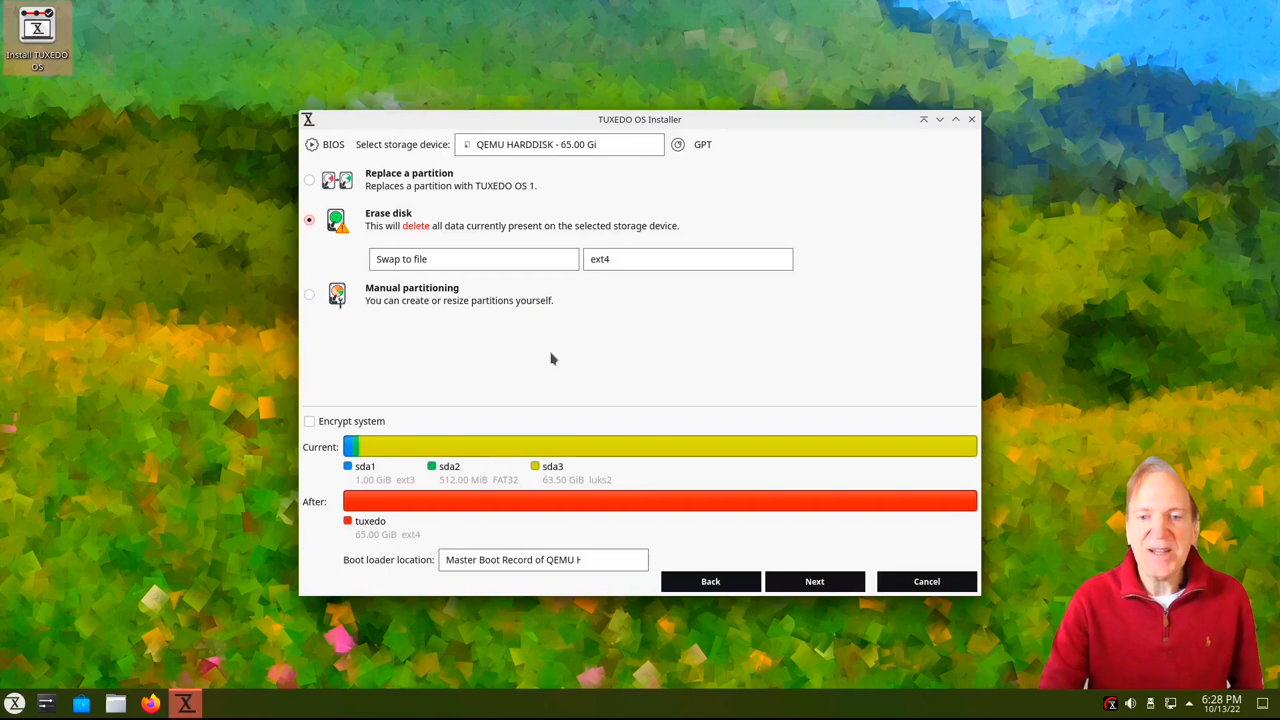 Install TUXEDO
OS
TUXEDO OS Installer
BIOS
Select storage device:
QEMU HARDDISK - 65.00 Gi
GPT
Replace a partition
Replaces a partition with TUXEDO OS 1.
Erase disk
This will delete all data currently present on the selected storage device.
Swap to file
ext4
Manual partitioning
You can create or resize partitions yourself.
Encrypt system
Current:
sda1
sda2
sda3
1.00 GiB ext3
512.00 MiB FAT32
63.50 GiB luks2
After:
tuxedo
65.00 GiB ext4
Boot loader location:
Master Boot Record of QEMU H
Back
Next
Cancel
6:28 PM
10/13/22